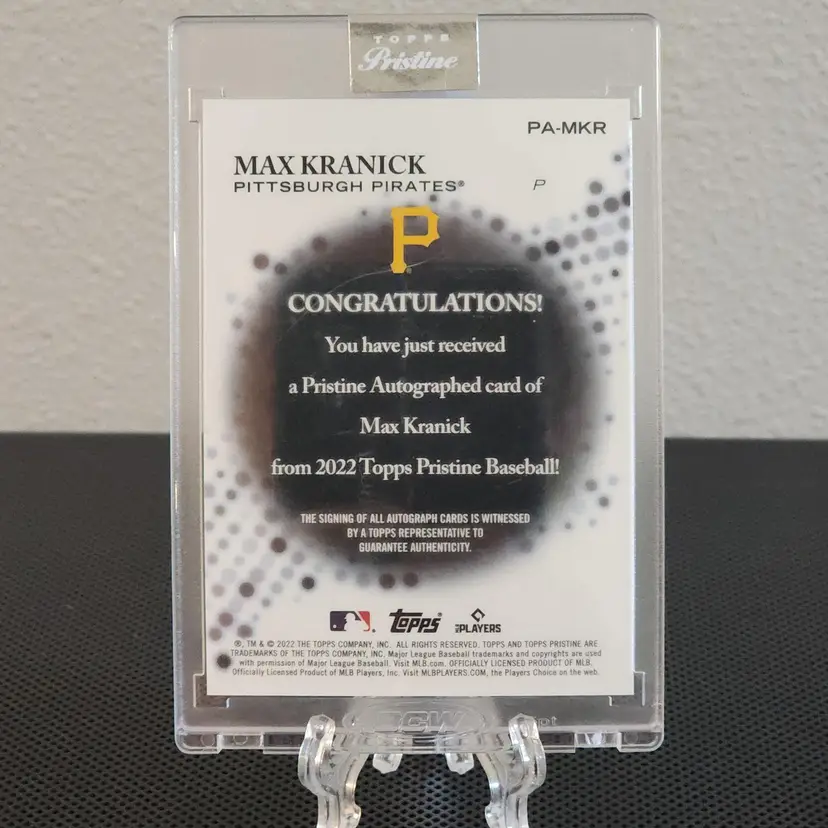 TOPPS
Pristine
PA-MKR
MAX KRANICK
PITTSBURGH PIRATES®
P
P
CONGRATULATIONS!
You have just received
a Pristine Autographed card of
Max Kranick
from 2022 Topps Pristine Baseball!
THE SIGNING OF ALL AUTOGRAPH CARDS IS WITNESSED
BY A TOPPS REPRESENTATIVE TO
GUARANTEE AUTHENTICITY.
Topps®
PLAYERS
®, TM & © 2022 THE TOPPS COMPANY, INC. ALL RIGHTS RESERVED. TOPPS AND TOPPS PRISTINE ARE
TRADEMARKS OF THE TOPPS COMPANY, INC. Major League Baseball trademarks and copyrights are used
with permission of Major League Baseball. Visit MLB.com. OFFICIALLY LICENSED PRODUCT OF MLB
Officially Licensed Product of MLB Players, Inc. Visit MLBPLAYERS.COM, the Players Choice on the web.
BCW